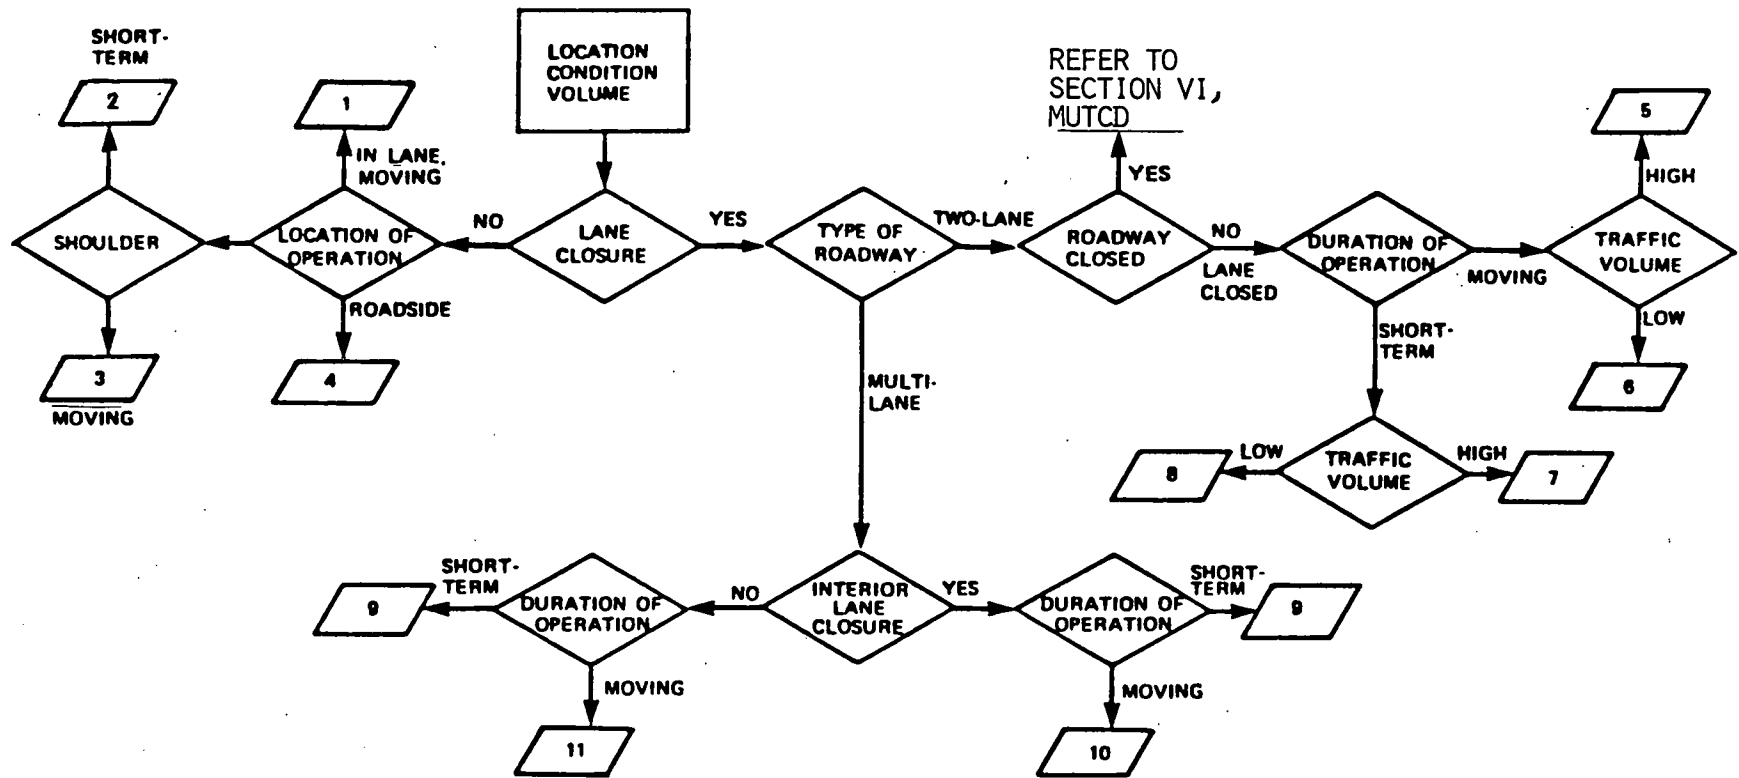 SHORT-
TERM
2
1
LOCATION
CONDITION
VOLUME
REFER TO
SECTION VI,
MUTCD
5
IN LANE,
MOVING
YES
HIGH
SHOULDER
LOCATION OF
OPERATION
NO
LANE
CLOSURE
YES
TYPE OF
ROADWAY
TWO-LANE
ROADWAY
CLOSED
NO
LANE
CLOSED
DURATION OF
OPERATION
MOVING
TRAFFIC
VOLUME
ROADSIDE
SHORT-
TERM
LOW
3
MOVING
4
MULTI-
LANE
6
8
LOW
TRAFFIC
VOLUME
HIGH
7
9
SHORT-
TERM
DURATION OF
OPERATION
NO
INTERIOR
LANE
CLOSURE
YES
DURATION OF
OPERATION
SHORT-
TERM
9
MOVING
MOVING
11
10